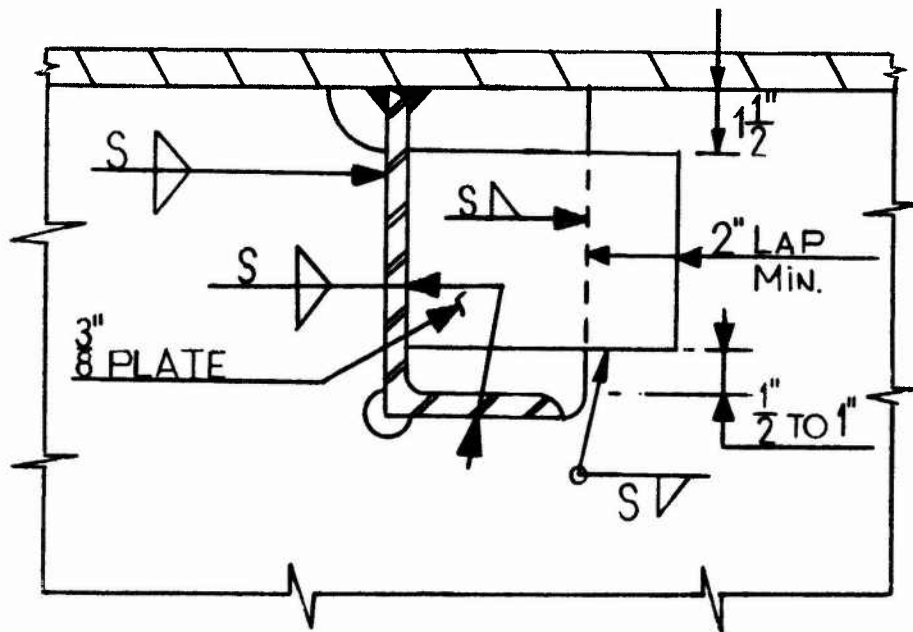 1 1/2"
S
S
2" LAP
MIN.
S
3/8" PLATE
1/2" TO 1"
S